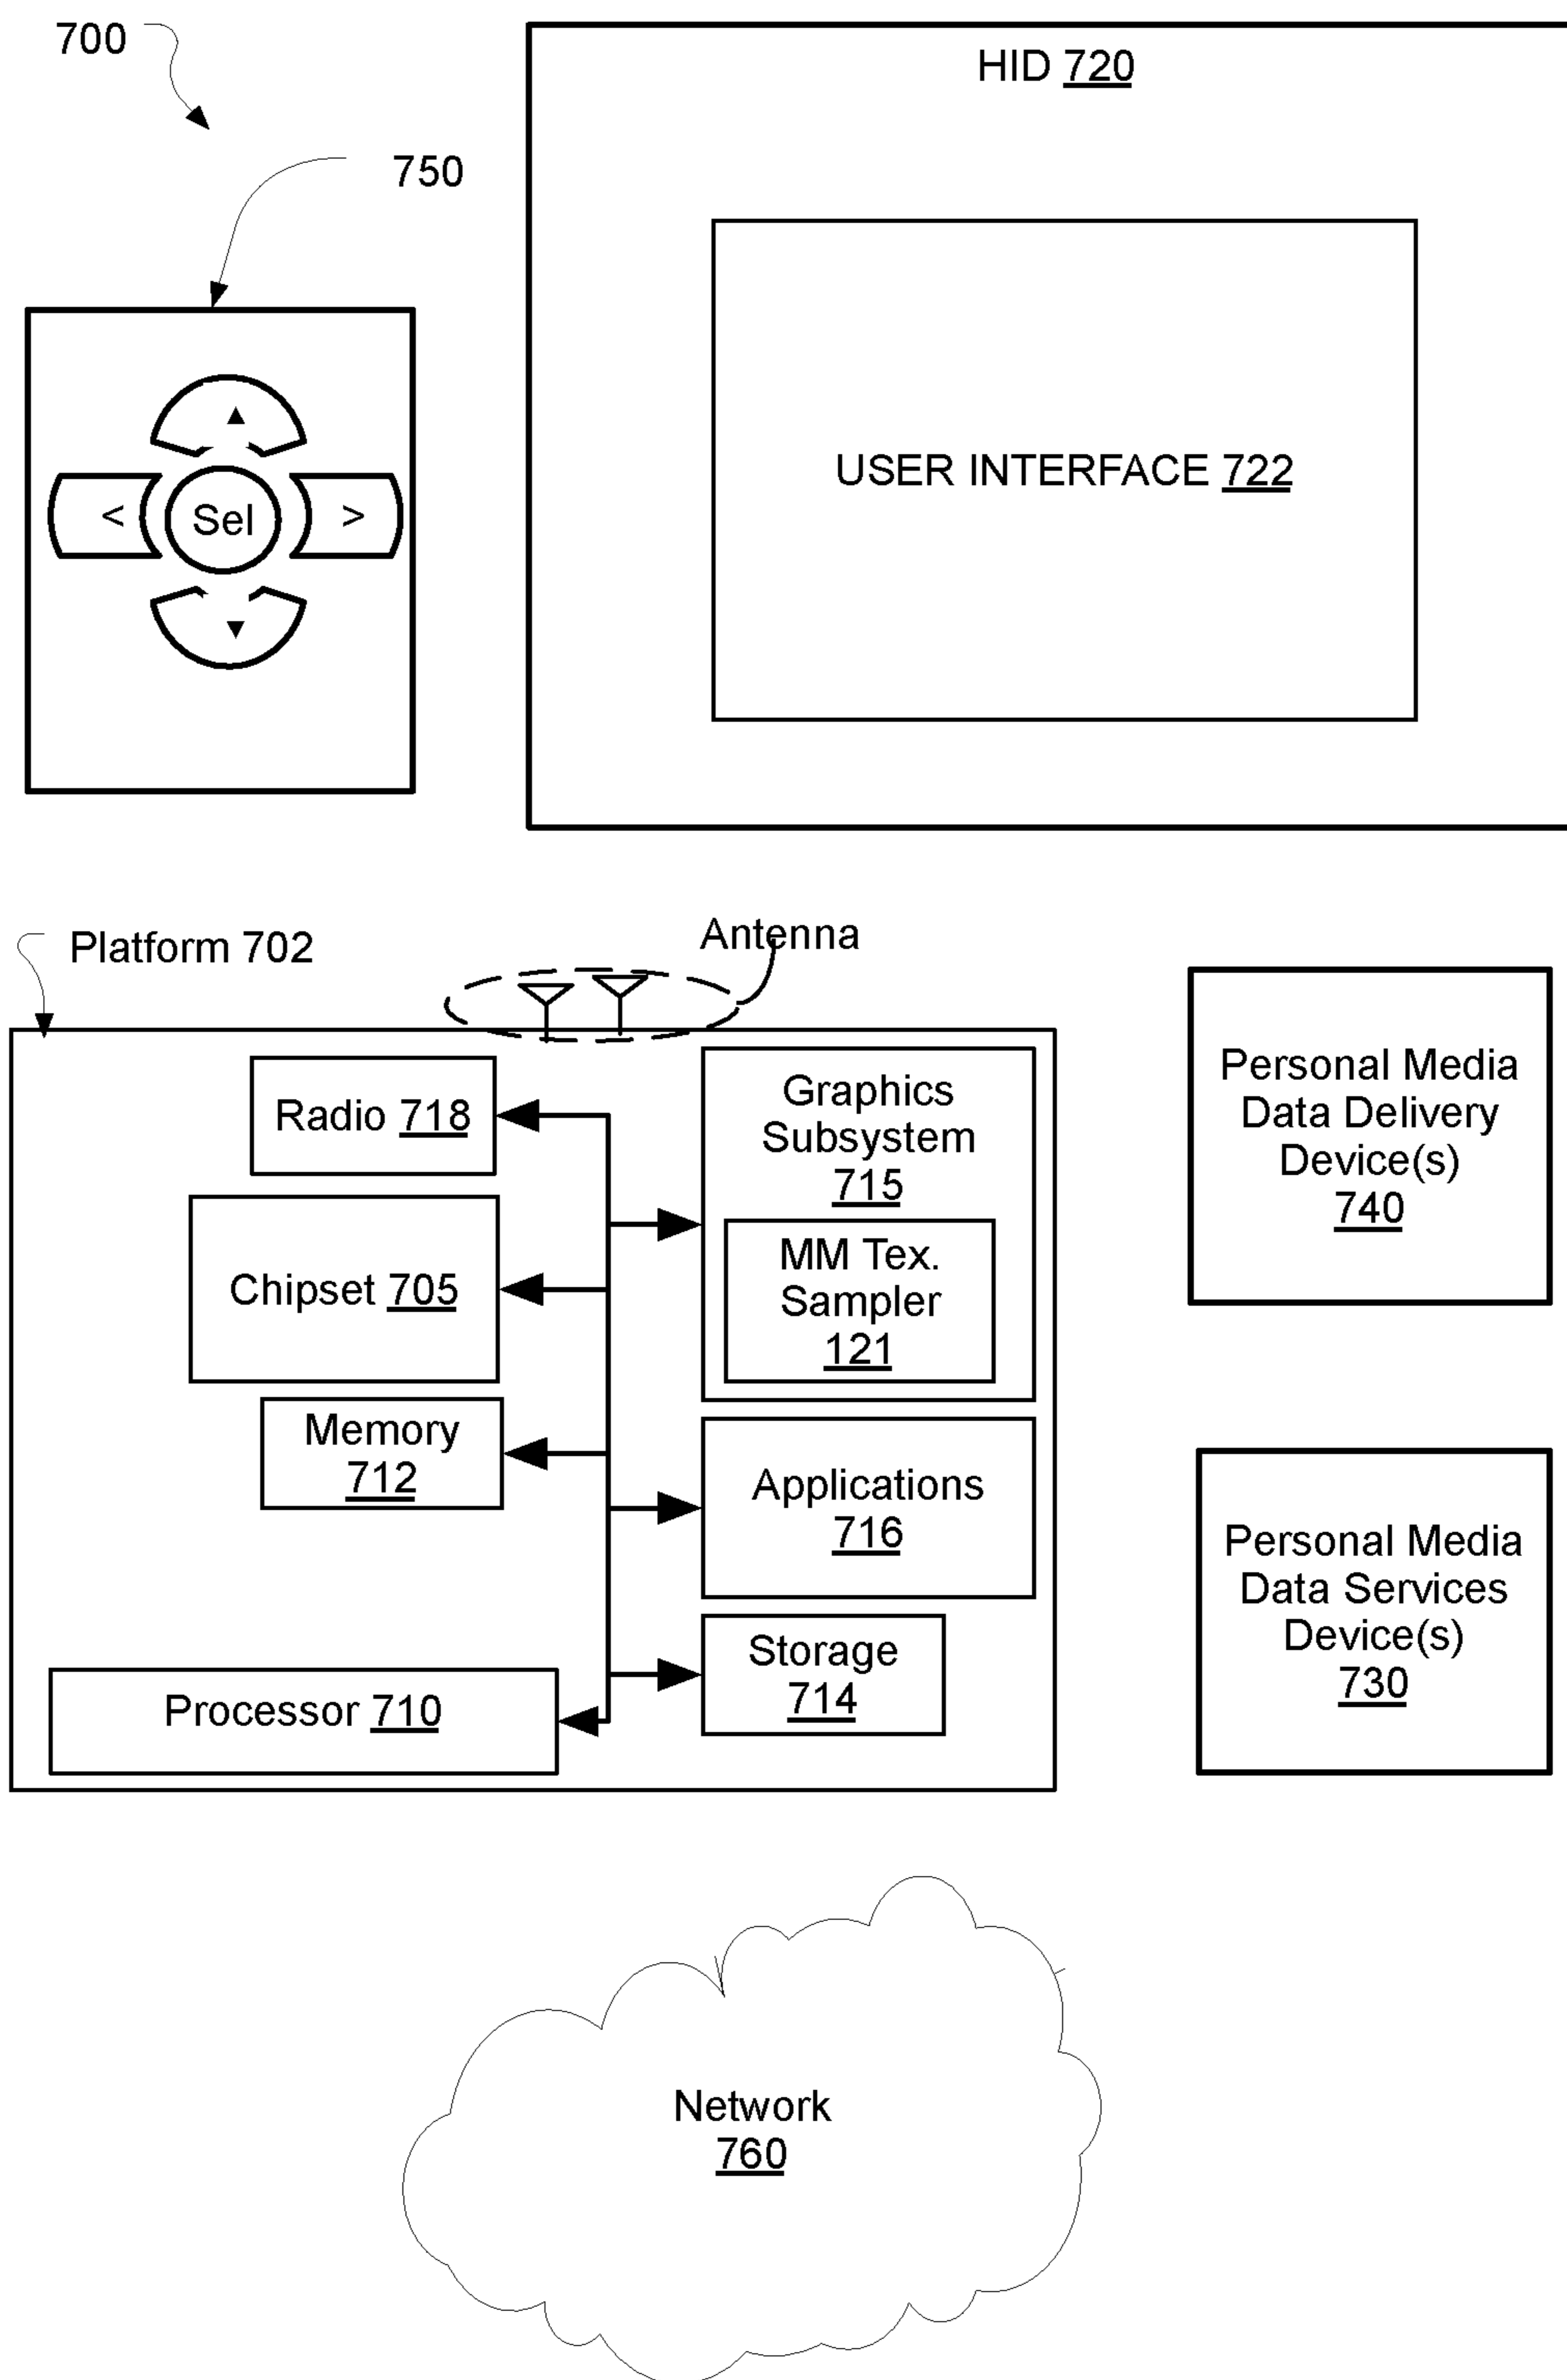 700
HID 720
750
USER INTERFACE 722
<
Sel
>
Platform 702
Antenna
Radio 718
Graphics
Subsystem
715
MM Tex.
Sampler
121
Chipset 705
Memory
712
Applications
716
Storage
714
Processor 710
Personal Media
Data Delivery
Device(s)
740
Personal Media
Data Services
Device(s)
730
Network
760